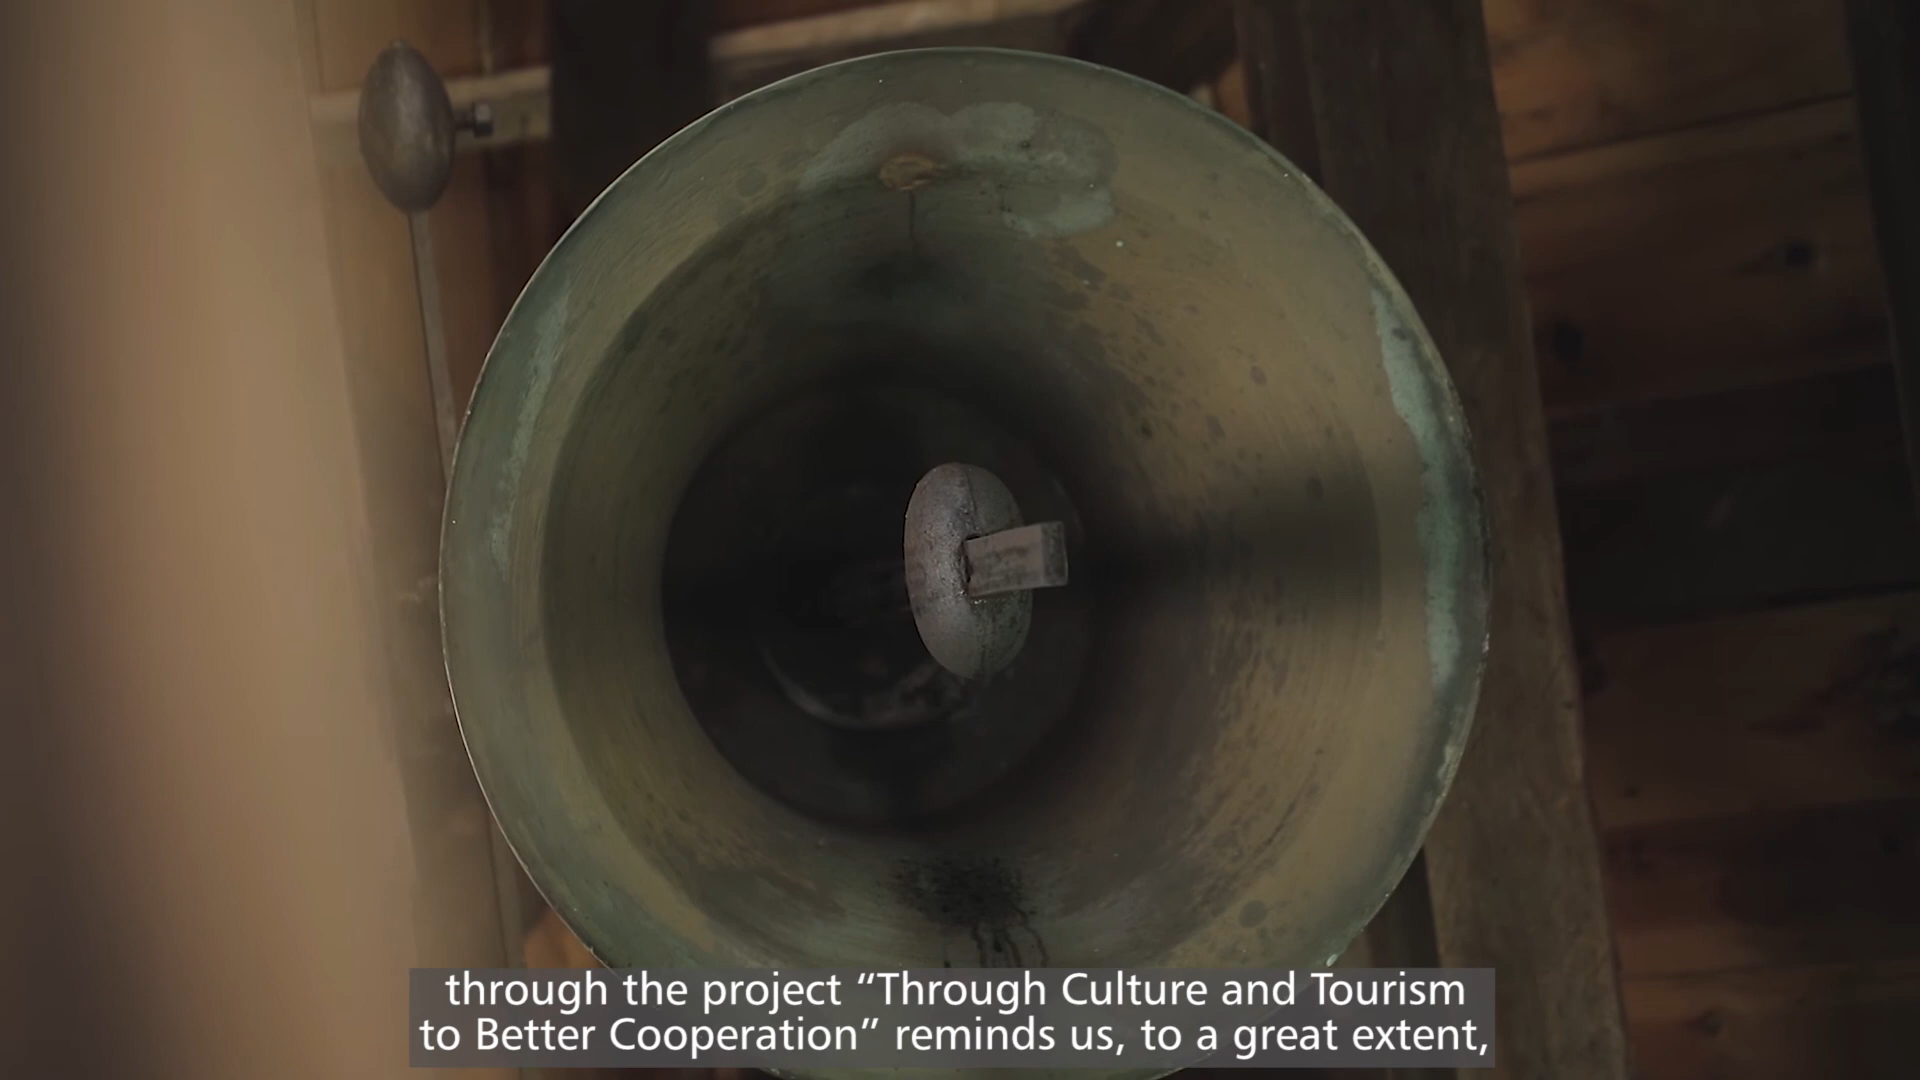 through the project “Through Culture and Tourism
to Better Cooperation” reminds us, to a great extent,